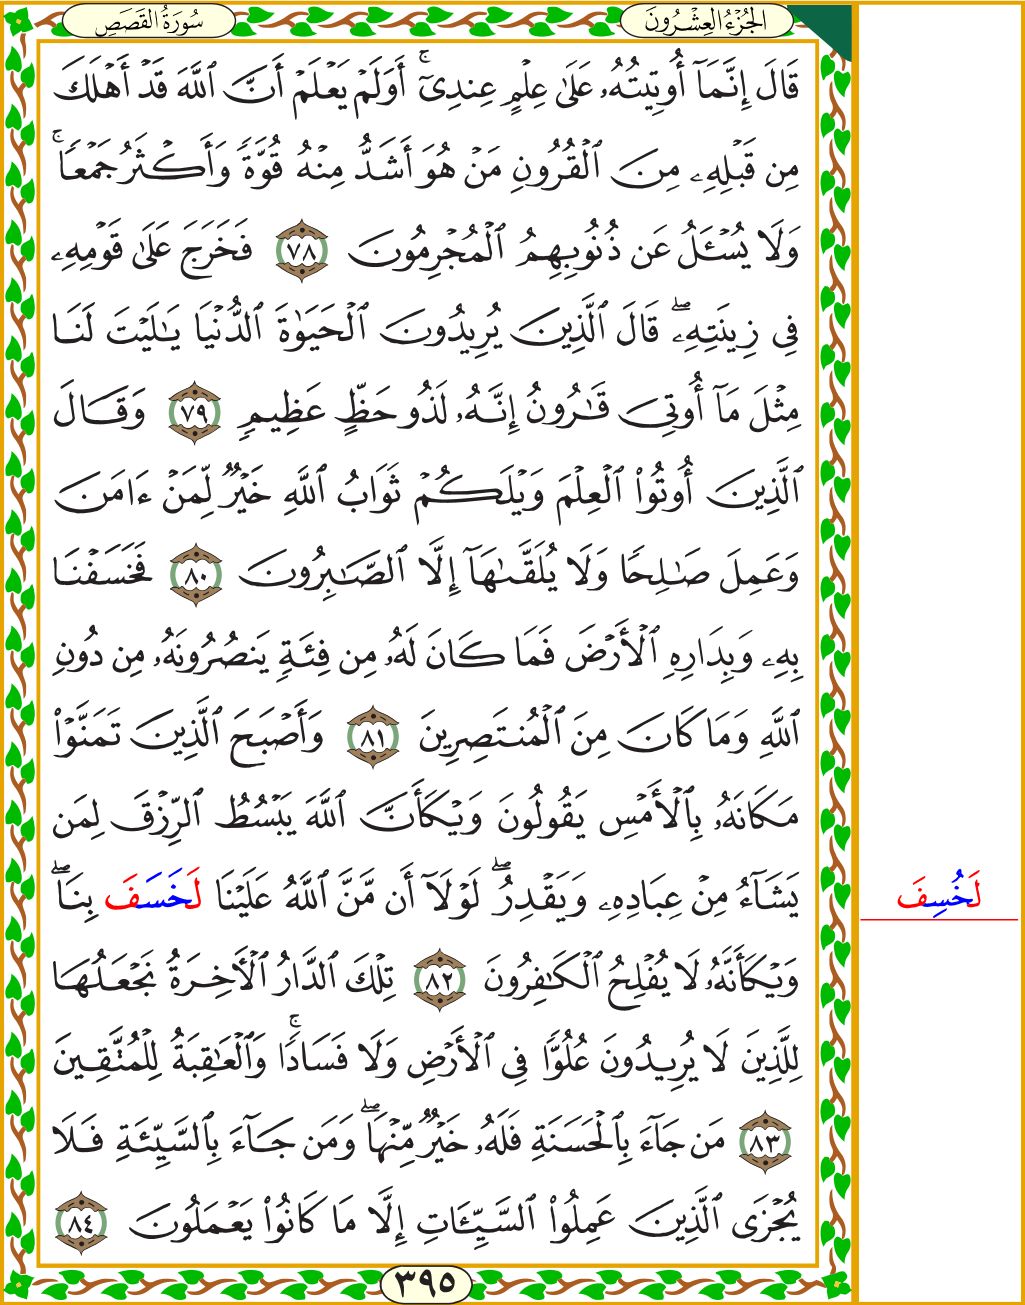 سُورَةُ القَصَصِ
الجُزْءُ العِشْرُونَ
قَالَ إِنَّمَآ أُوتِيتُهُۥ عَلَىٰ عِلْمٍ عِندِىٓ ۚ أَوَلَمْ يَعْلَمْ أَنَّ ٱللَّهَ قَدْ أَهْلَكَ
مِن قَبْلِهِۦ مِنَ ٱلْقُرُونِ مَنْ هُوَ أَشَدُّ مِنْهُ قُوَّةً وَأَكْثَرُ جَمْعًا ۚ
وَلَا يُسْـَٔلُ عَن ذُنُوبِهِمُ ٱلْمُجْرِمُونَ ٧٨ فَخَرَجَ عَلَىٰ قَوْمِهِۦ
فِى زِينَتِهِۦ ۖ قَالَ ٱلَّذِينَ يُرِيدُونَ ٱلْحَيَوٰةَ ٱلدُّنْيَا يَـٰلَيْتَ لَنَا
مِثْلَ مَآ أُوتِىَ قَـٰرُونُ إِنَّهُۥ لَذُو حَظٍّ عَظِيمٍ ٧٩ وَقَالَ
ٱلَّذِينَ أُوتُوا۟ ٱلْعِلْمَ وَيْلَكُمْ ثَوَابُ ٱللَّهِ خَيْرٌ لِّمَنْ ءَامَنَ
وَعَمِلَ صَـٰلِحًا وَلَا يُلَقَّىٰهَآ إِلَّا ٱلصَّـٰبِرُونَ ٨٠ فَخَسَفْنَا
بِهِۦ وَبِدَارِهِ ٱلْأَرْضَ فَمَا كَانَ لَهُۥ مِن فِئَةٍ يَنصُرُونَهُۥ مِن دُونِ
ٱللَّهِ وَمَا كَانَ مِنَ ٱلْمُنتَصِرِينَ ٨١ وَأَصْبَحَ ٱلَّذِينَ تَمَنَّوْا۟
مَكَانَهُۥ بِٱلْأَمْسِ يَقُولُونَ وَيْكَأَنَّ ٱللَّهَ يَبْسُطُ ٱلرِّزْقَ لِمَن
يَشَآءُ مِنْ عِبَادِهِۦ وَيَقْدِرُ ۖ لَوْلَآ أَن مَّنَّ ٱللَّهُ عَلَيْنَا لَخَسَفَ بِنَا ۖ
لَخُسِفَ
وَيْكَأَنَّهُۥ لَا يُفْلِحُ ٱلْكَـٰفِرُونَ ٨٢ تِلْكَ ٱلدَّارُ ٱلْأَخِرَةُ نَجْعَلُهَا
لِلَّذِينَ لَا يُرِيدُونَ عُلُوًّا فِى ٱلْأَرْضِ وَلَا فَسَادًا ۚ وَٱلْعَـٰقِبَةُ لِلْمُتَّقِينَ
٨٣ مَن جَآءَ بِٱلْحَسَنَةِ فَلَهُۥ خَيْرٌ مِّنْهَا ۖ وَمَن جَآءَ بِٱلسَّيِّئَةِ فَلَا
يُجْزَى ٱلَّذِينَ عَمِلُوا۟ ٱلسَّيِّـَٔاتِ إِلَّا مَا كَانُوا۟ يَعْمَلُونَ ٨٤
٣٩٥